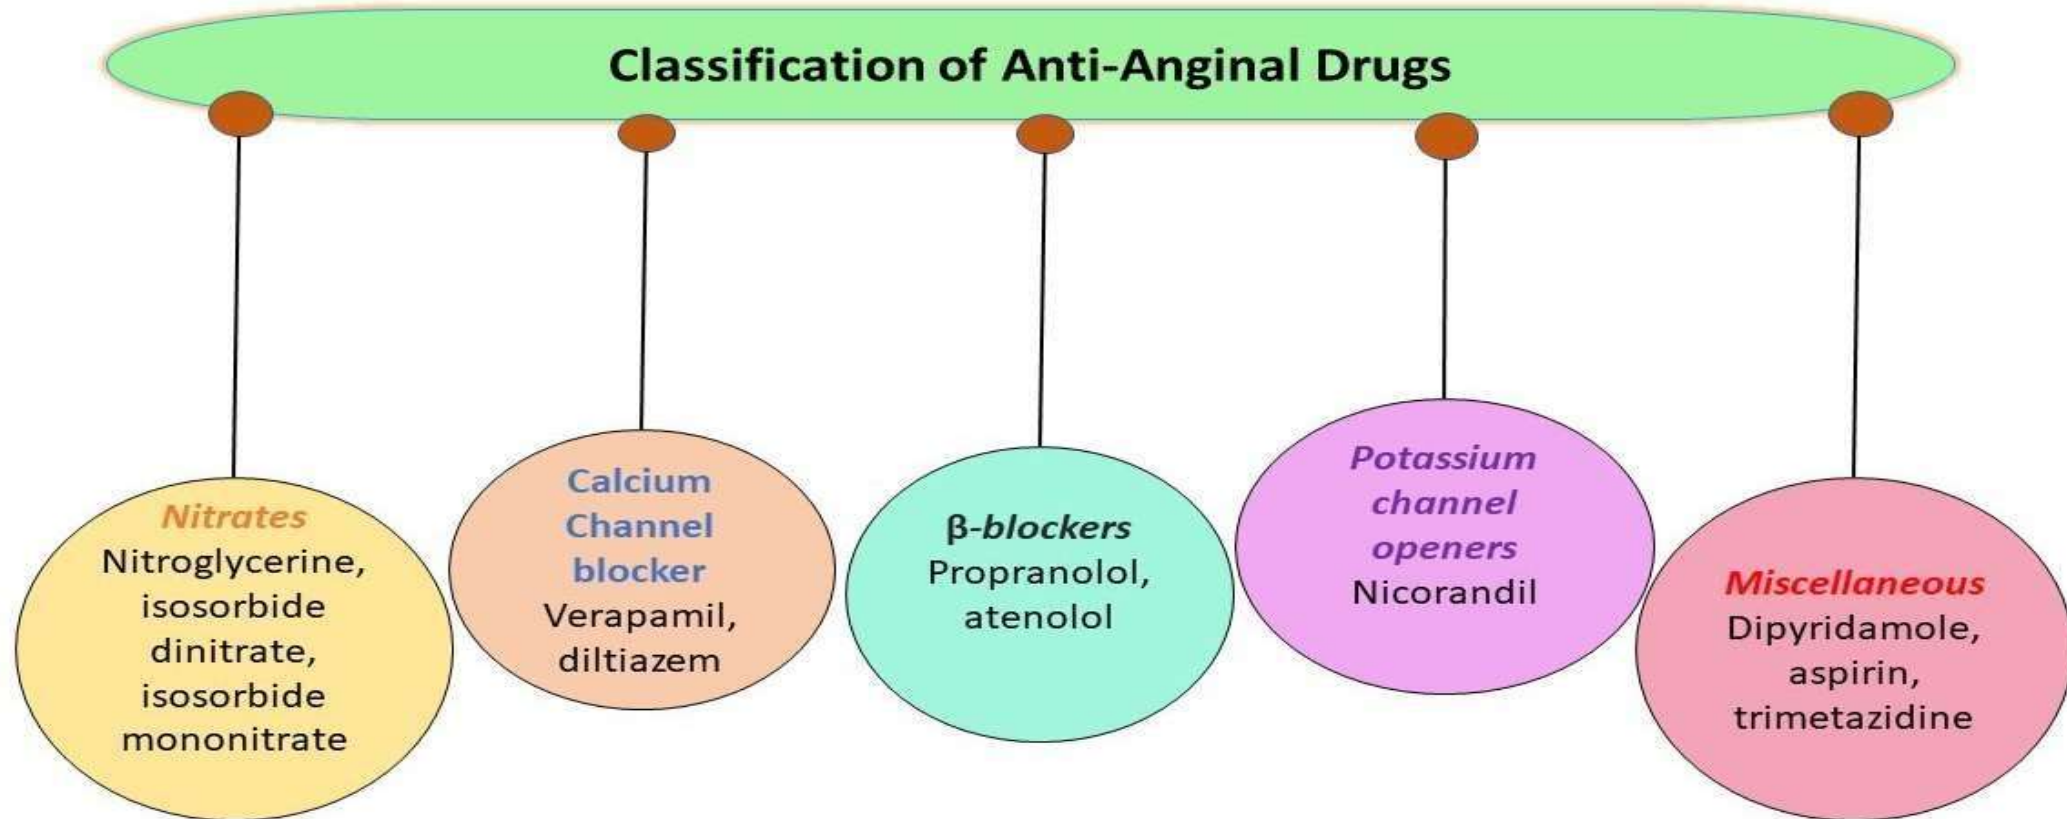 Classification of Anti-Anginal Drugs
Nitrates
Nitroglycerine,
isosorbide
dinitrate,
isosorbide
mononitrate
Calcium
Channel
blocker
Verapamil,
diltiazem
β-blockers
Propranolol,
atenolol
Potassium
channel
openers
Nicorandil
Miscellaneous
Dipyridamole,
aspirin,
trimetazidine